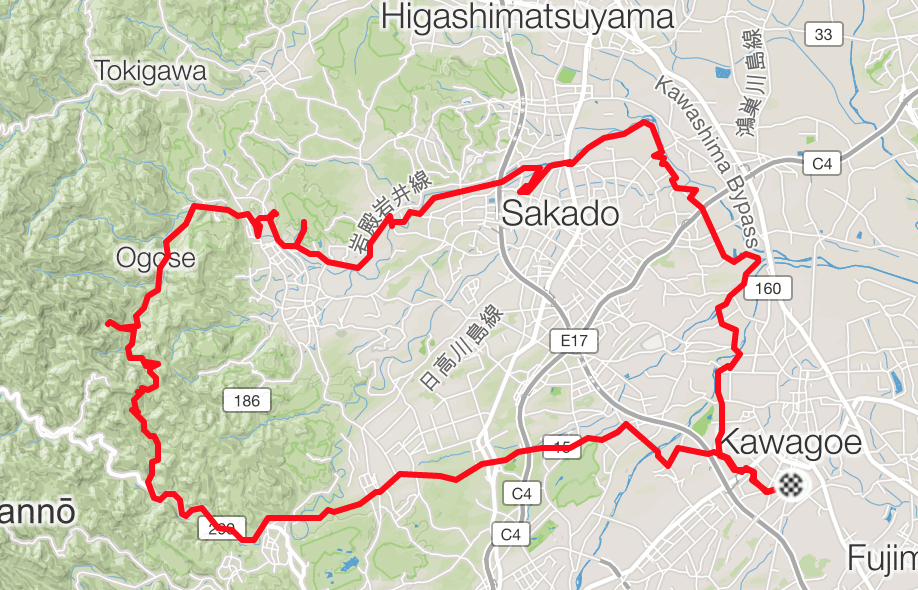 Higashimatsuyama
33
Tokigawa
鴻巣川島線
Kawashima Bypass
C4
岩殿岩井線
Sakado
Ogose
160
日高川島線
E17
186
Kawagoe
15
C4
annō
C4
Fujim